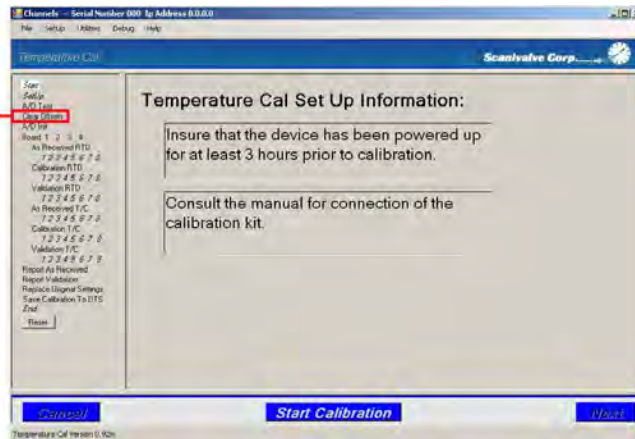 Channels -- Serial Number 000 Ip Address 0.0.0.0
File Setup Utilities Debug Help
Temperature Cal
Scanivalve Corp.
Start
SetUp
A/D Test
Clear Offsets
A/D Init
Board 1 2 3 4
As Received RTD
1 2 3 4 5 6 7 8
Calibration RTD
1 2 3 4 5 6 7 8
Validation RTD
1 2 3 4 5 6 7 8
As Received T/C
1 2 3 4 5 6 7 8
Calibration T/C
1 2 3 4 5 6 7 8
Validation T/C
1 2 3 4 5 6 7 8
Report As Received
Report Validation
Replace Original Settings
Save Calibration To DTS
End
Reset
Temperature Cal Set Up Information:
Insure that the device has been powered up
for at least 3 hours prior to calibration.
Consult the manual for connection of the
calibration kit.
Cancel
Start Calibration
Next
Temperature Cal Version 0.92n